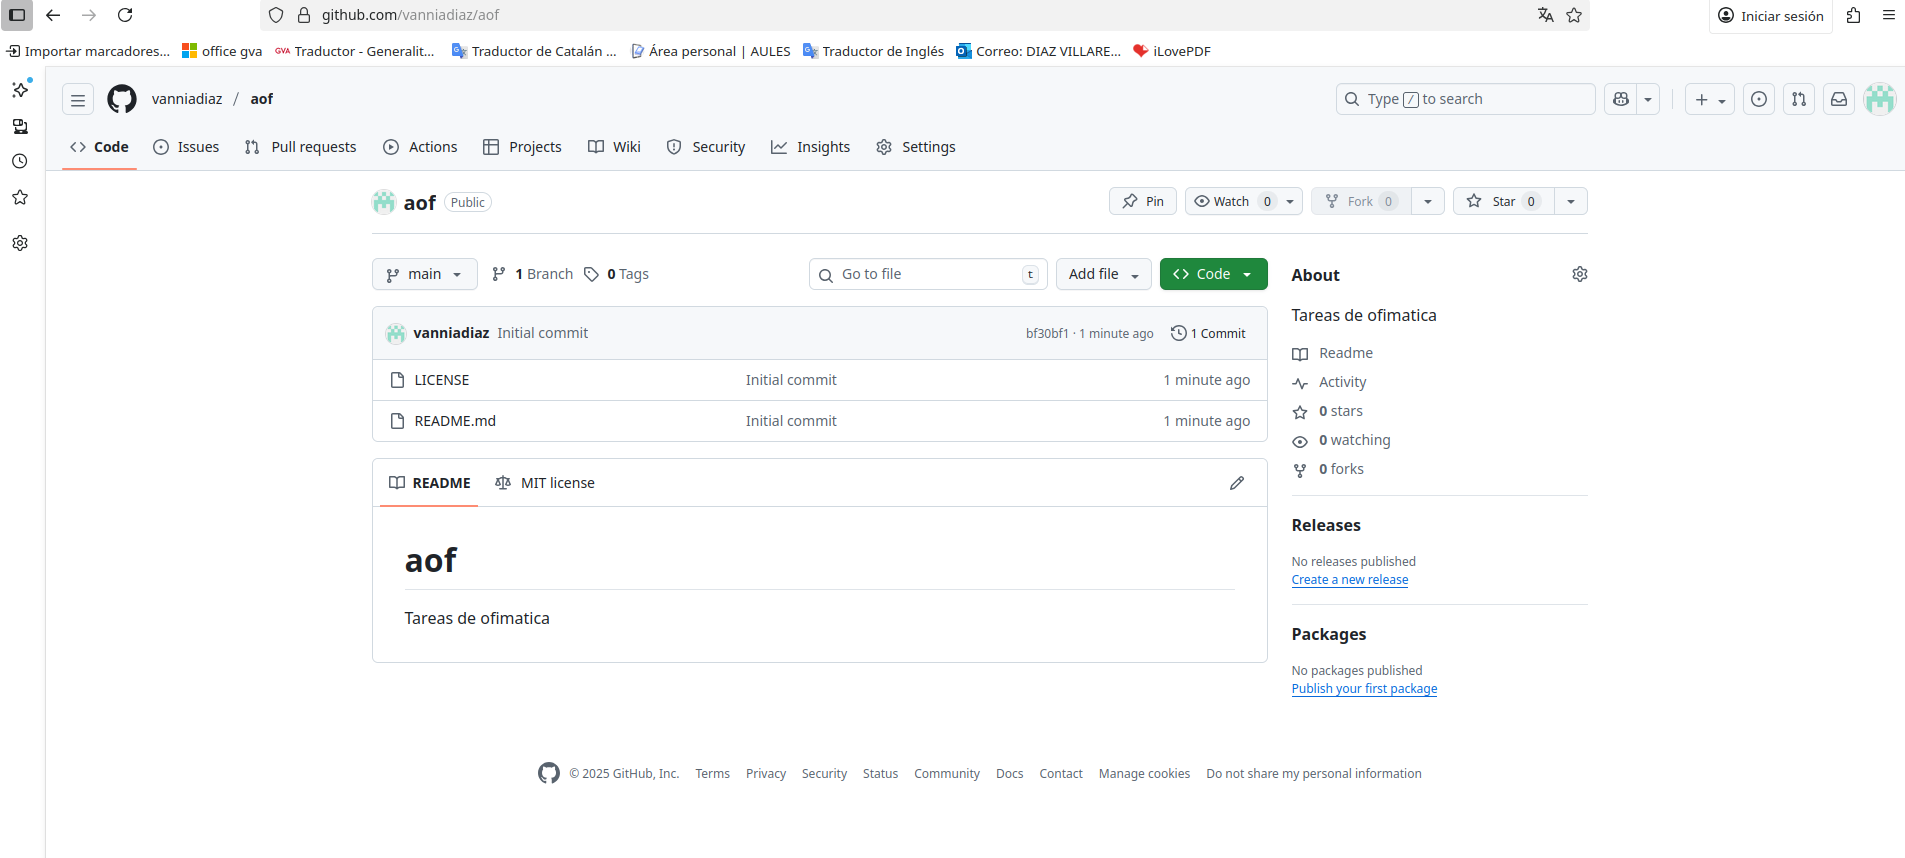 github.com/vanniadiaz/aof
Iniciar sesión
Importar marcadores... office gva GVA Traductor - Generalit... Traductor de Catalán ... Área personal | AULES Traductor de Inglés Correo: DIAZ VILLARE... iLovePDF
vanniadiaz / aof Type / to search
Code Issues Pull requests Actions Projects Wiki Security Insights Settings
aof Public Pin Watch 0 Fork 0 Star 0
main 1 Branch 0 Tags Go to file t Add file Code
vanniadiaz Initial commit bf30bf1 · 1 minute ago 1 Commit
LICENSE Initial commit 1 minute ago
README.md Initial commit 1 minute ago
README MIT license
aof
Tareas de ofimatica
About
Tareas de ofimatica
Readme
Activity
0 stars
0 watching
0 forks
Releases
No releases published
Create a new release
Packages
No packages published
Publish your first package
© 2025 GitHub, Inc. Terms Privacy Security Status Community Docs Contact Manage cookies Do not share my personal information